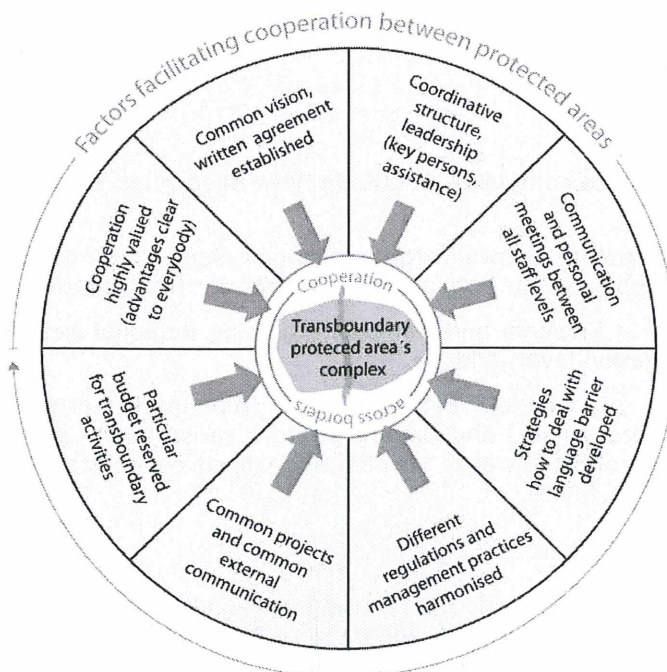 Factors facilitating cooperation between protected areas
Common vision,
written agreement
established
Coordinative
structure,
leadership
(key persons,
assistance)
Communication
and personal
meetings between
all staff levels
Strategies
how to deal with
language barrier
developed
Different
regulations and
management practices
harmonised
Common projects
and common
external
communication
Particular
budget reserved
for transboundary
activities
Cooperation
highly valued
(advantages clear
to everybody)
Cooperation
Transboundary
proteced area´s
complex
across borders